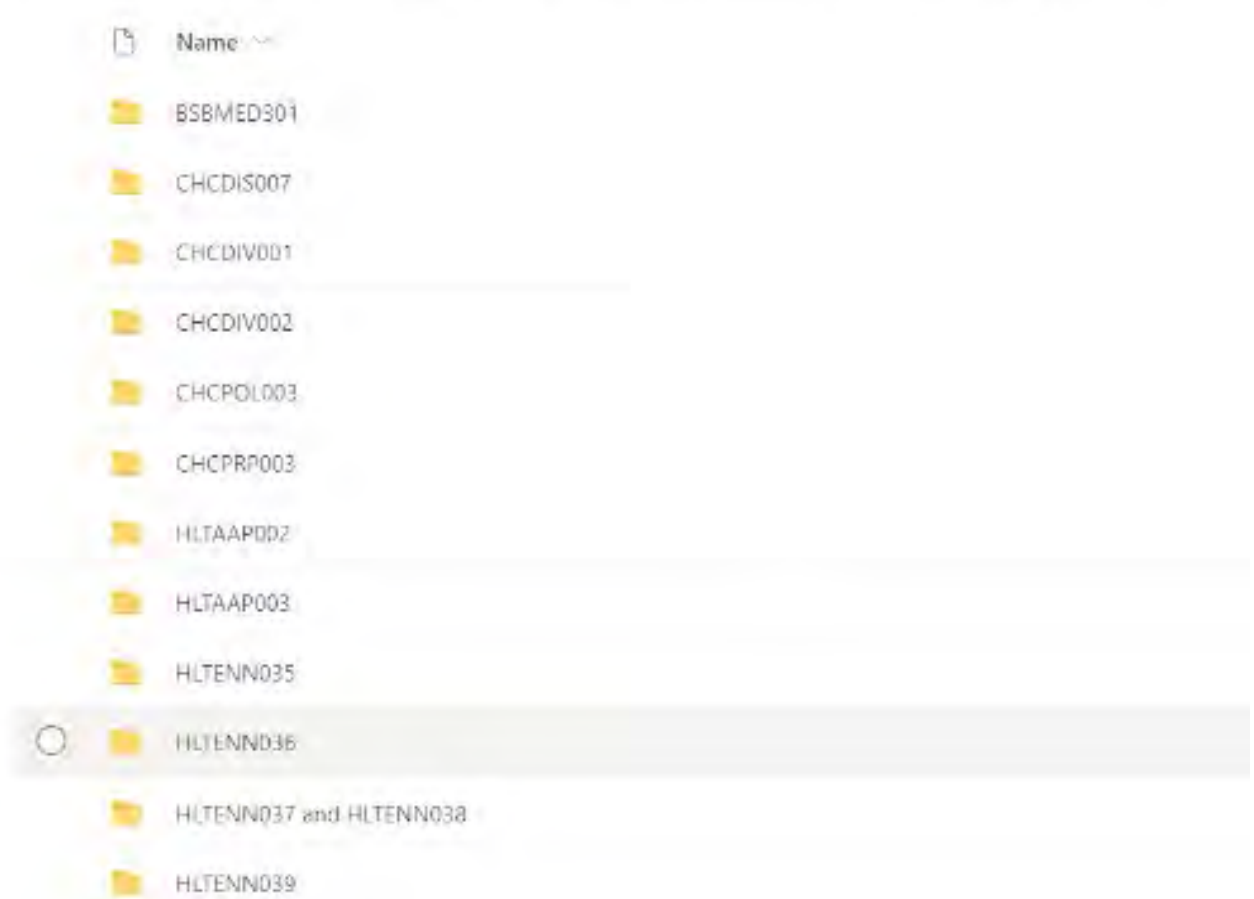 Name
BSBMED301
CHCDIS007
CHCDIV001
CHCDIV002
CHCPOL003
CHCPRP003
HLTAAP002
HLTAAP003
HLTENN035
HLTENN036
HLTENN037 and HLTENN038
HLTENN039